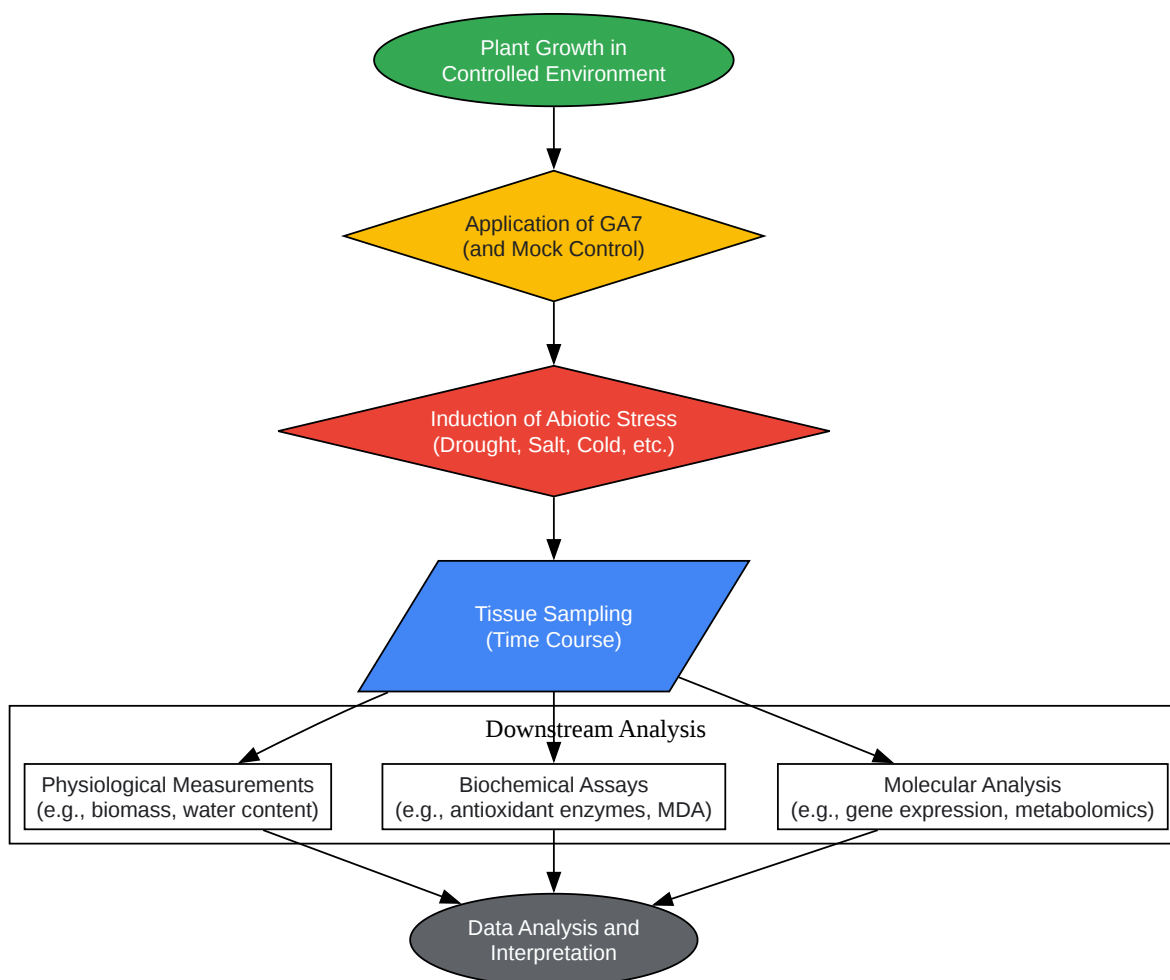 Plant Growth in
Controlled Environment
Application of GA7
(and Mock Control)
Induction of Abiotic Stress
(Drought, Salt, Cold, etc.)
Tissue Sampling
(Time Course)
Downstream Analysis
Physiological Measurements
(e.g., biomass, water content)
Biochemical Assays
(e.g., antioxidant enzymes, MDA)
Molecular Analysis
(e.g., gene expression, metabolomics)
Data Analysis and
Interpretation